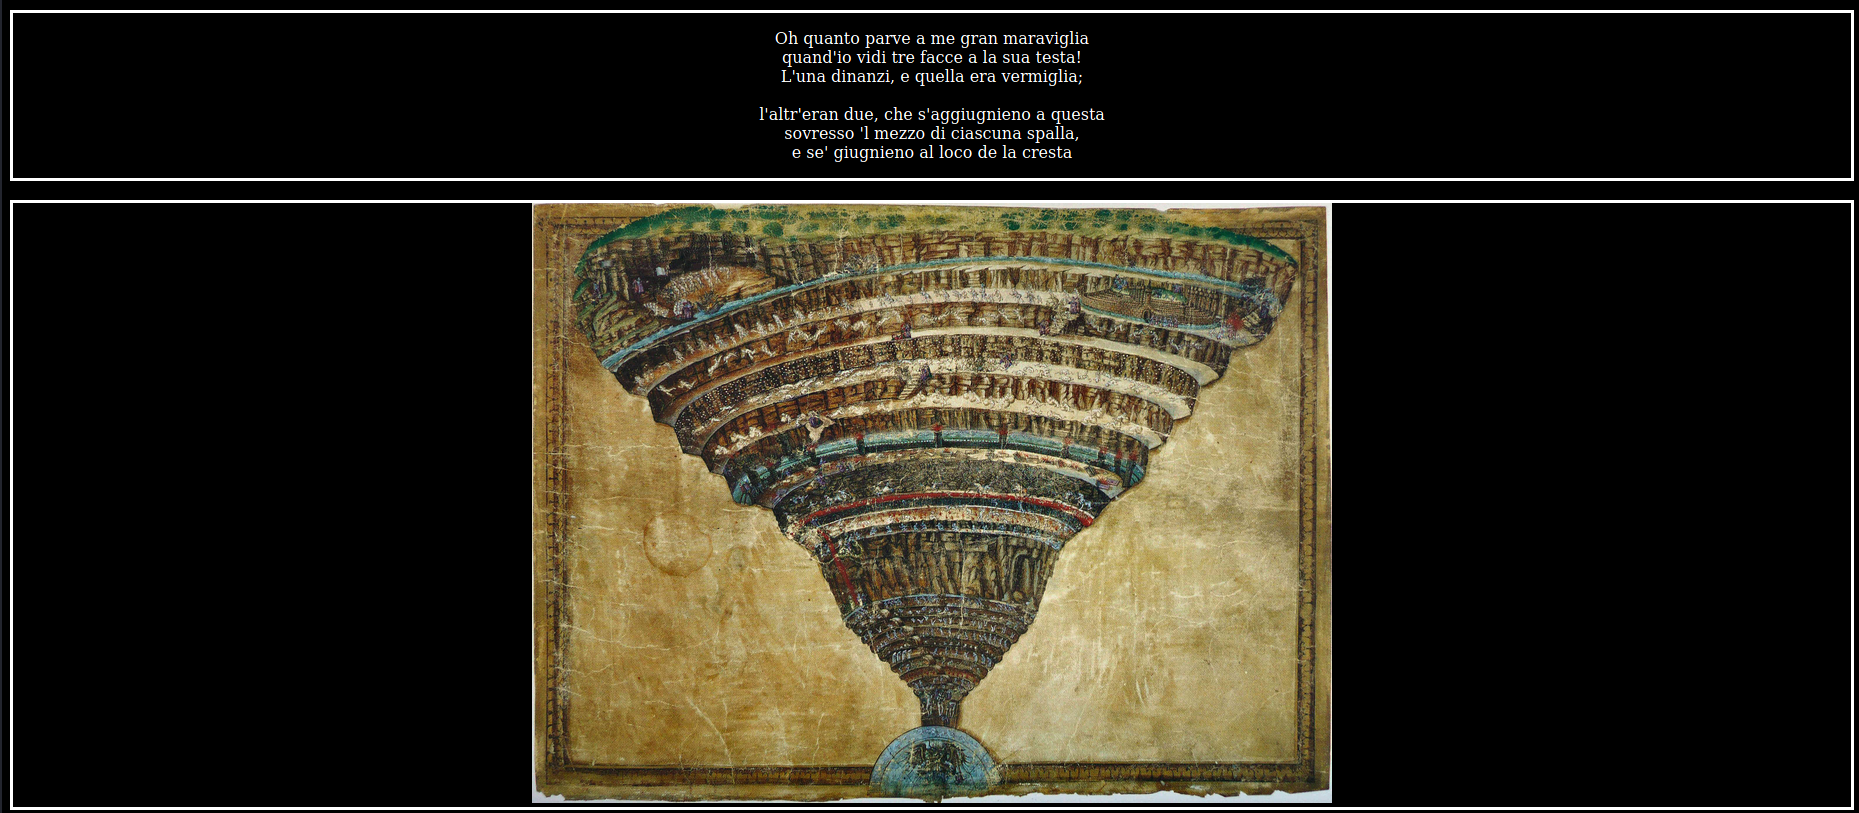 Oh quanto parve a me gran maraviglia
quand'io vidi tre facce a la sua testa!
L'una dinanzi, e quella era vermiglia;
l'altr'eran due, che s'aggiugnieno a questa
sovresso 'l mezzo di ciascuna spalla,
e se' giugnieno al loco de la cresta